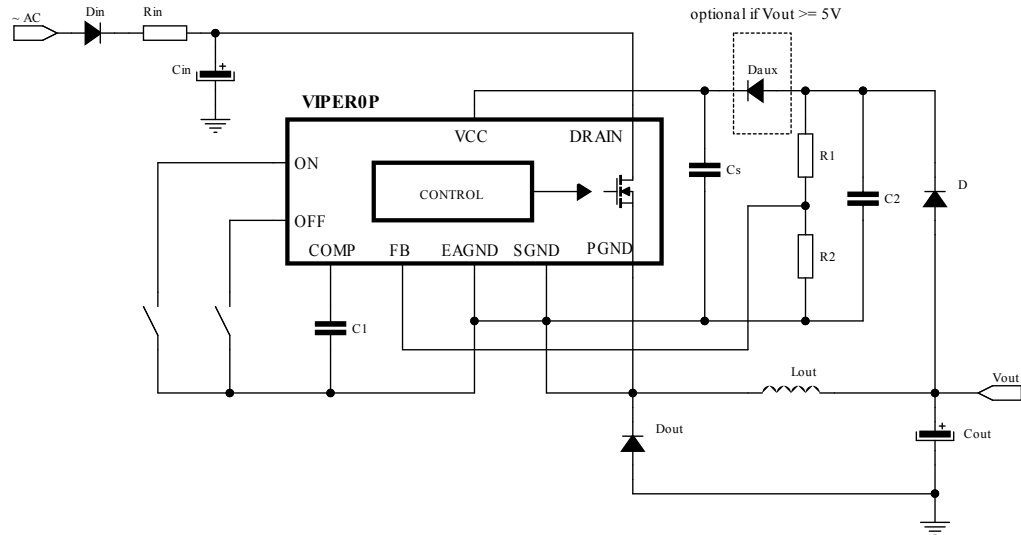 optional if Vout >= 5V
~ AC
Din
Rin
Cin
Daux
VIPER0P
VCC
DRAIN
ON
R1
Cs
CONTROL
C2
D
OFF
COMP
FB
EAGND
SGND
PGND
R2
C1
Lout
Vout
Dout
Cout
+
+